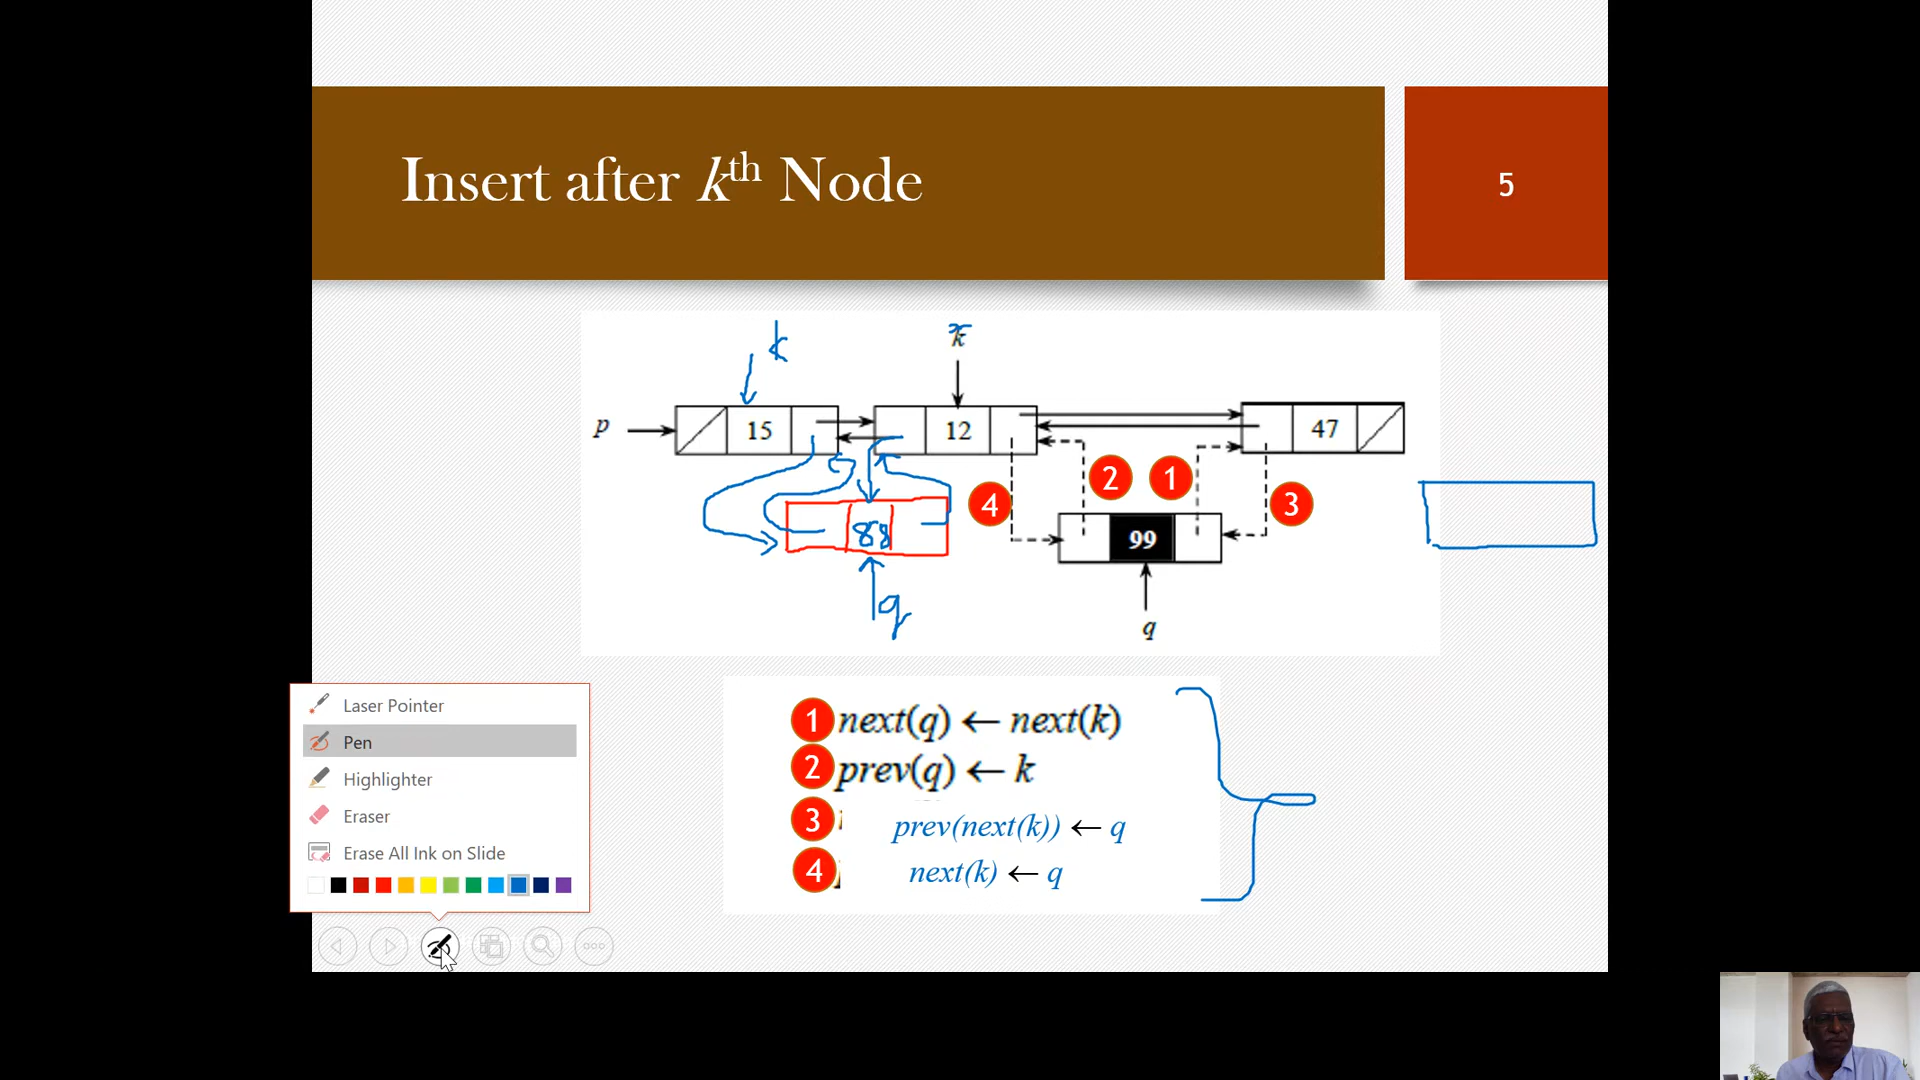 Insert after kth Node
5
k
k
p
15
12
47
2
1
4
3
88
99
q
q
1 next(q) ← next(k)
2 prev(q) ← k
3 prev(next(k)) ← q
4 next(k) ← q
Laser Pointer
Pen
Highlighter
Eraser
Erase All Ink on Slide